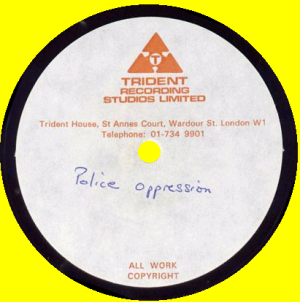 T
TRIDENT
RECORDING
STUDIOS LIMITED
Trident House, St Annes Court, Wardour St. London W1
Telephone: 01-734 9901
Police oppression
ALL WORK
COPYRIGHT